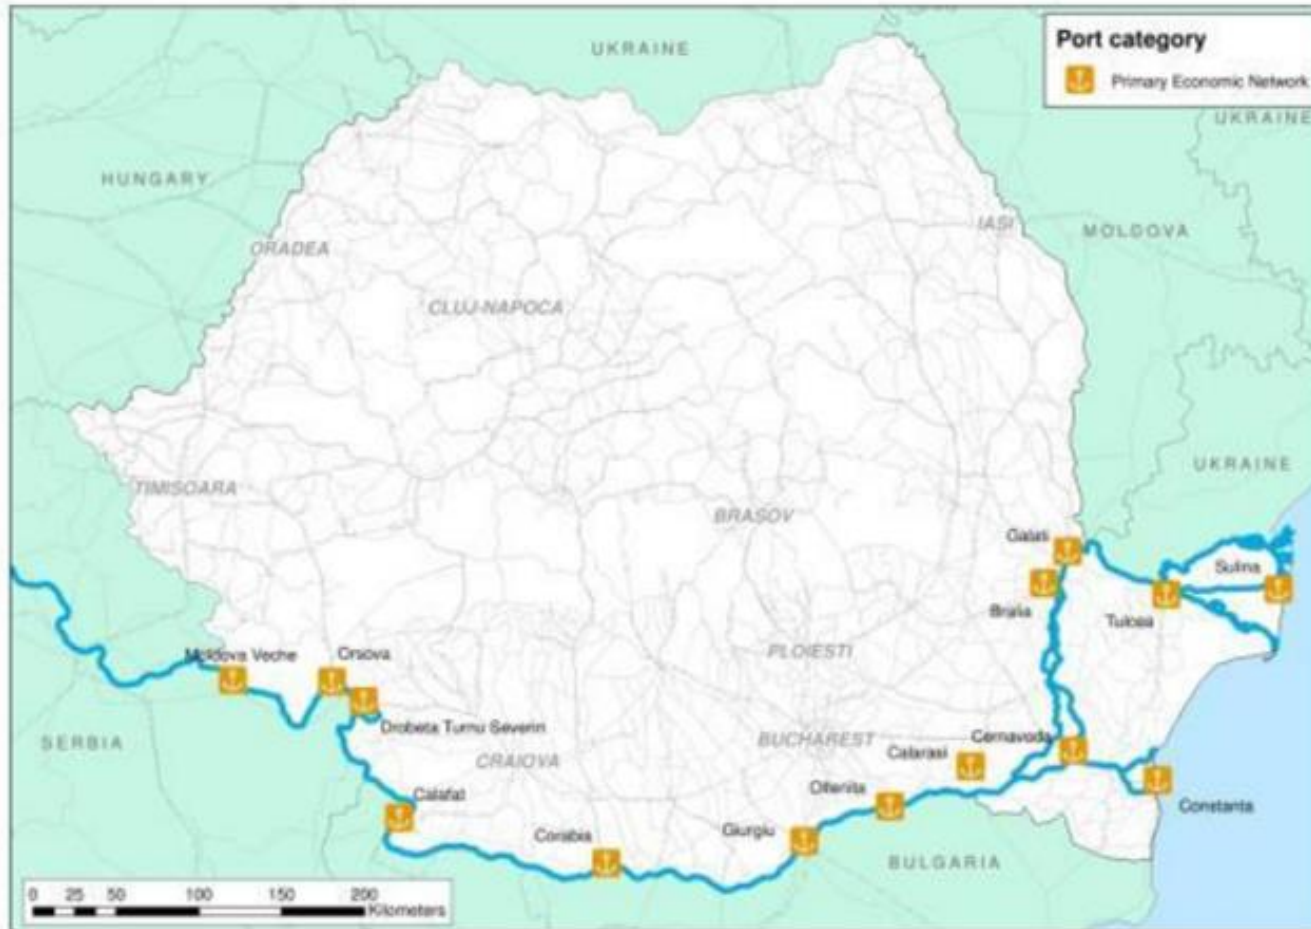 UKRAINE
Port category
Primary Economic Network
UKRAINE
HUNGARY
IASI
MOLDOVA
ORADEA
CLUJ-NAPOCA
UKRAINE
TIMISOARA
BRASOV
Galati
Sulina
Bralia
Tulcea
Moldova Veche
Orsova
PLOIESTI
Drobeta Turnu Severin
SERBIA
BUCHAREST
Cernavoda
Calarasi
CRAIOVA
Calafat
Oltenita
Constanta
Corabia
Giurgiu
BULGARIA
0 25 50 100 150 200
Kilometers